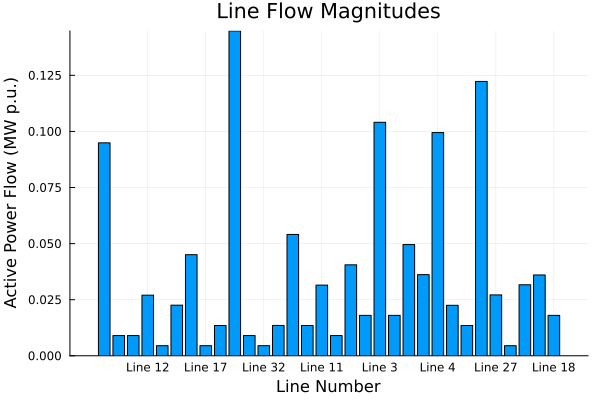 Line Flow Magnitudes
Active Power Flow (MW p.u.)
0.125
0.100
0.075
0.050
0.025
0.000
Line 12 Line 17 Line 32 Line 11 Line 3 Line 4 Line 27 Line 18
Line Number